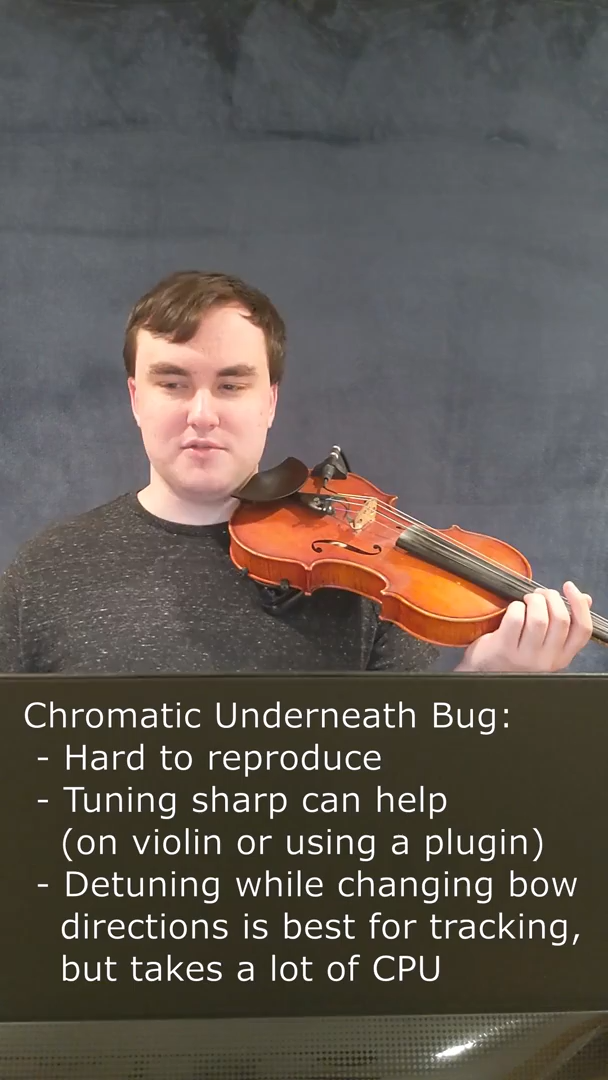 Chromatic Underneath Bug:
- Hard to reproduce
- Tuning sharp can help
(on violin or using a plugin)
- Detuning while changing bow
directions is best for tracking,
but takes a lot of CPU